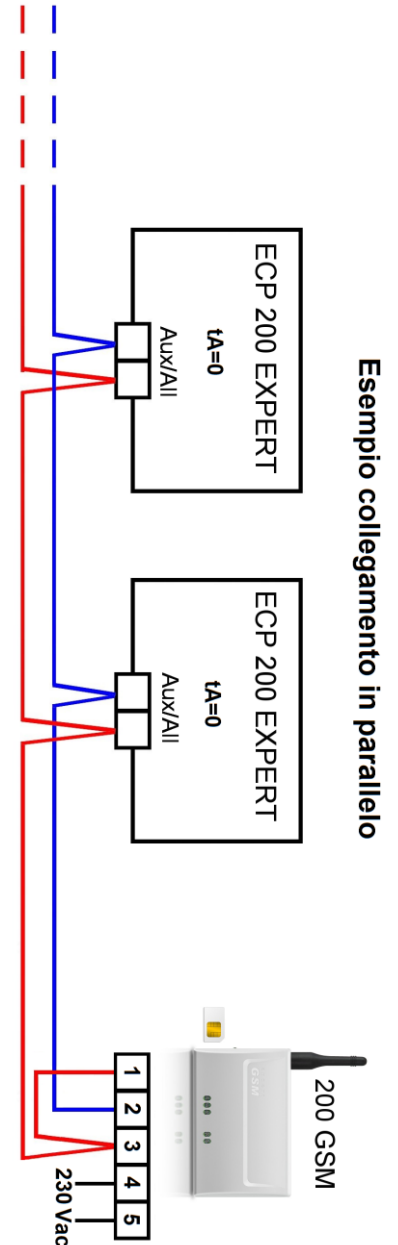 Esempio collegamento in parallelo
ECP 200 EXPERT
tA=0
Aux/All
ECP 200 EXPERT
tA=0
Aux/All
200 GSM
GSM
1 2 3 4 5
230 Vac